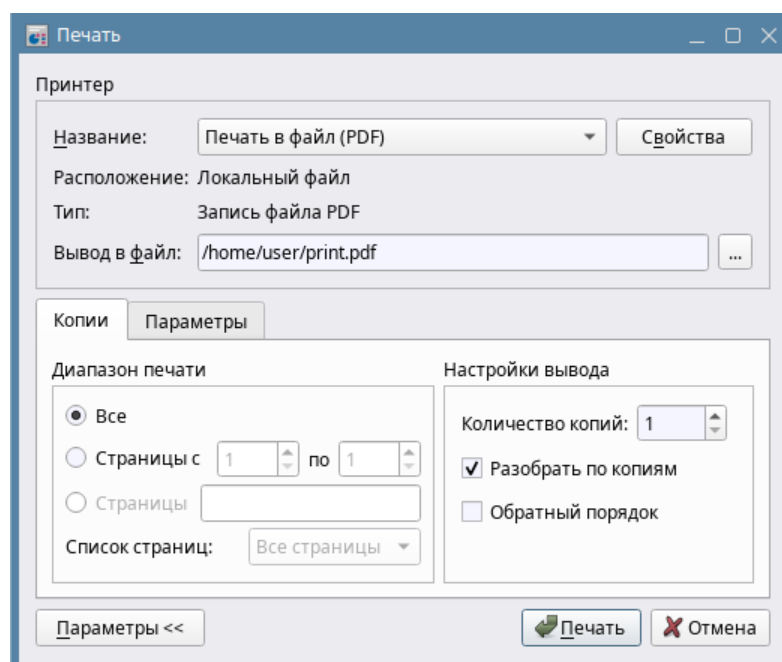 Печать
Принтер
Название: Печать в файл (PDF) Свойства
Расположение: Локальный файл
Тип: Запись файла PDF
Вывод в файл: /home/user/print.pdf ...
Копии Параметры
Диапазон печати Настройки вывода
Все
Количество копий: 1
Страницы с 1 по 1
Разобрать по копиям
Страницы
Обратный порядок
Список страниц: Все страницы
Параметры << Печать Отмена